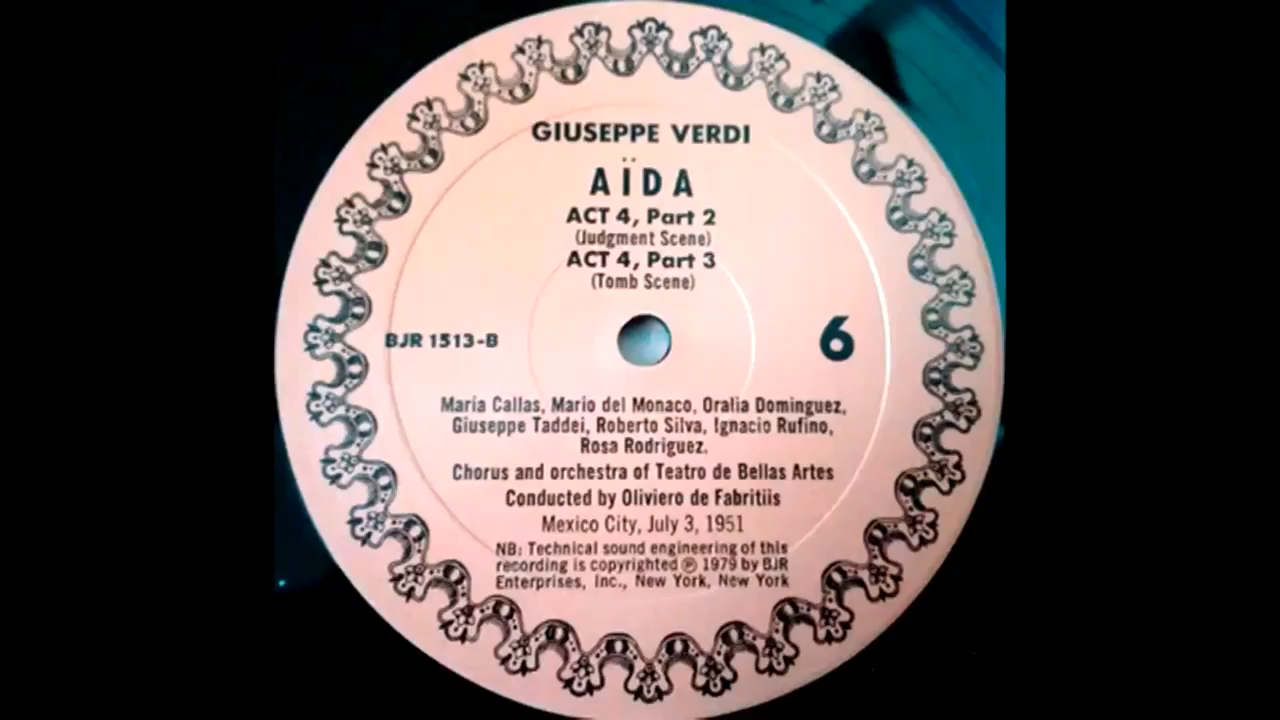 GIUSEPPE VERDI
AÏDA
ACT 4, Part 2
(Judgment Scene)
ACT 4, Part 3
(Tomb Scene)
BJR 1513-B
6
Maria Callas, Mario del Monaco, Oralia Dominguez,
Giuseppe Taddei, Roberto Silva, Ignacio Rufino,
Rosa Rodriguez.
Chorus and orchestra of Teatro de Bellas Artes
Conducted by Oliviero de Fabritiis
Mexico City, July 3, 1951
NB: Technical sound engineering of this
recording is copyrighted ℗ 1979 by BJR
Enterprises, Inc., New York, New York